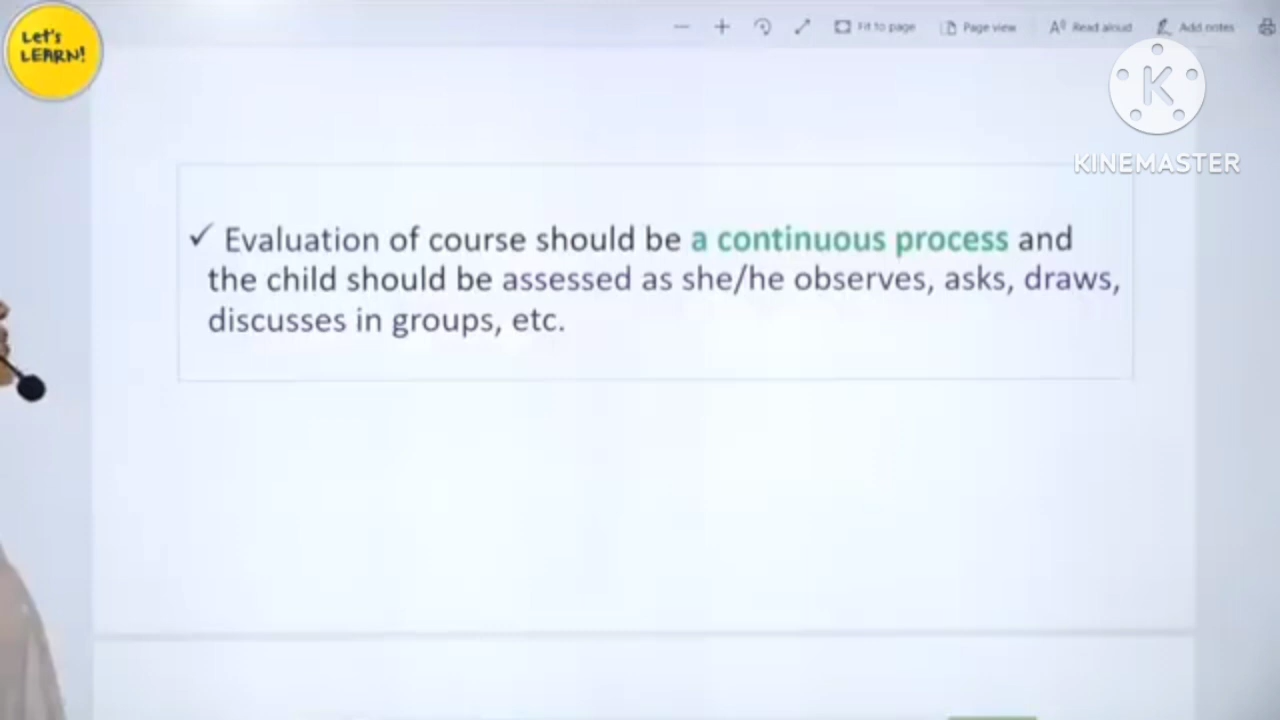 Let's
LEARN!
Fit to page
Page view
Read aloud
Add notes
K
KINEMASTER
✓ Evaluation of course should be a continuous process and
the child should be assessed as she/he observes, asks, draws,
discusses in groups, etc.